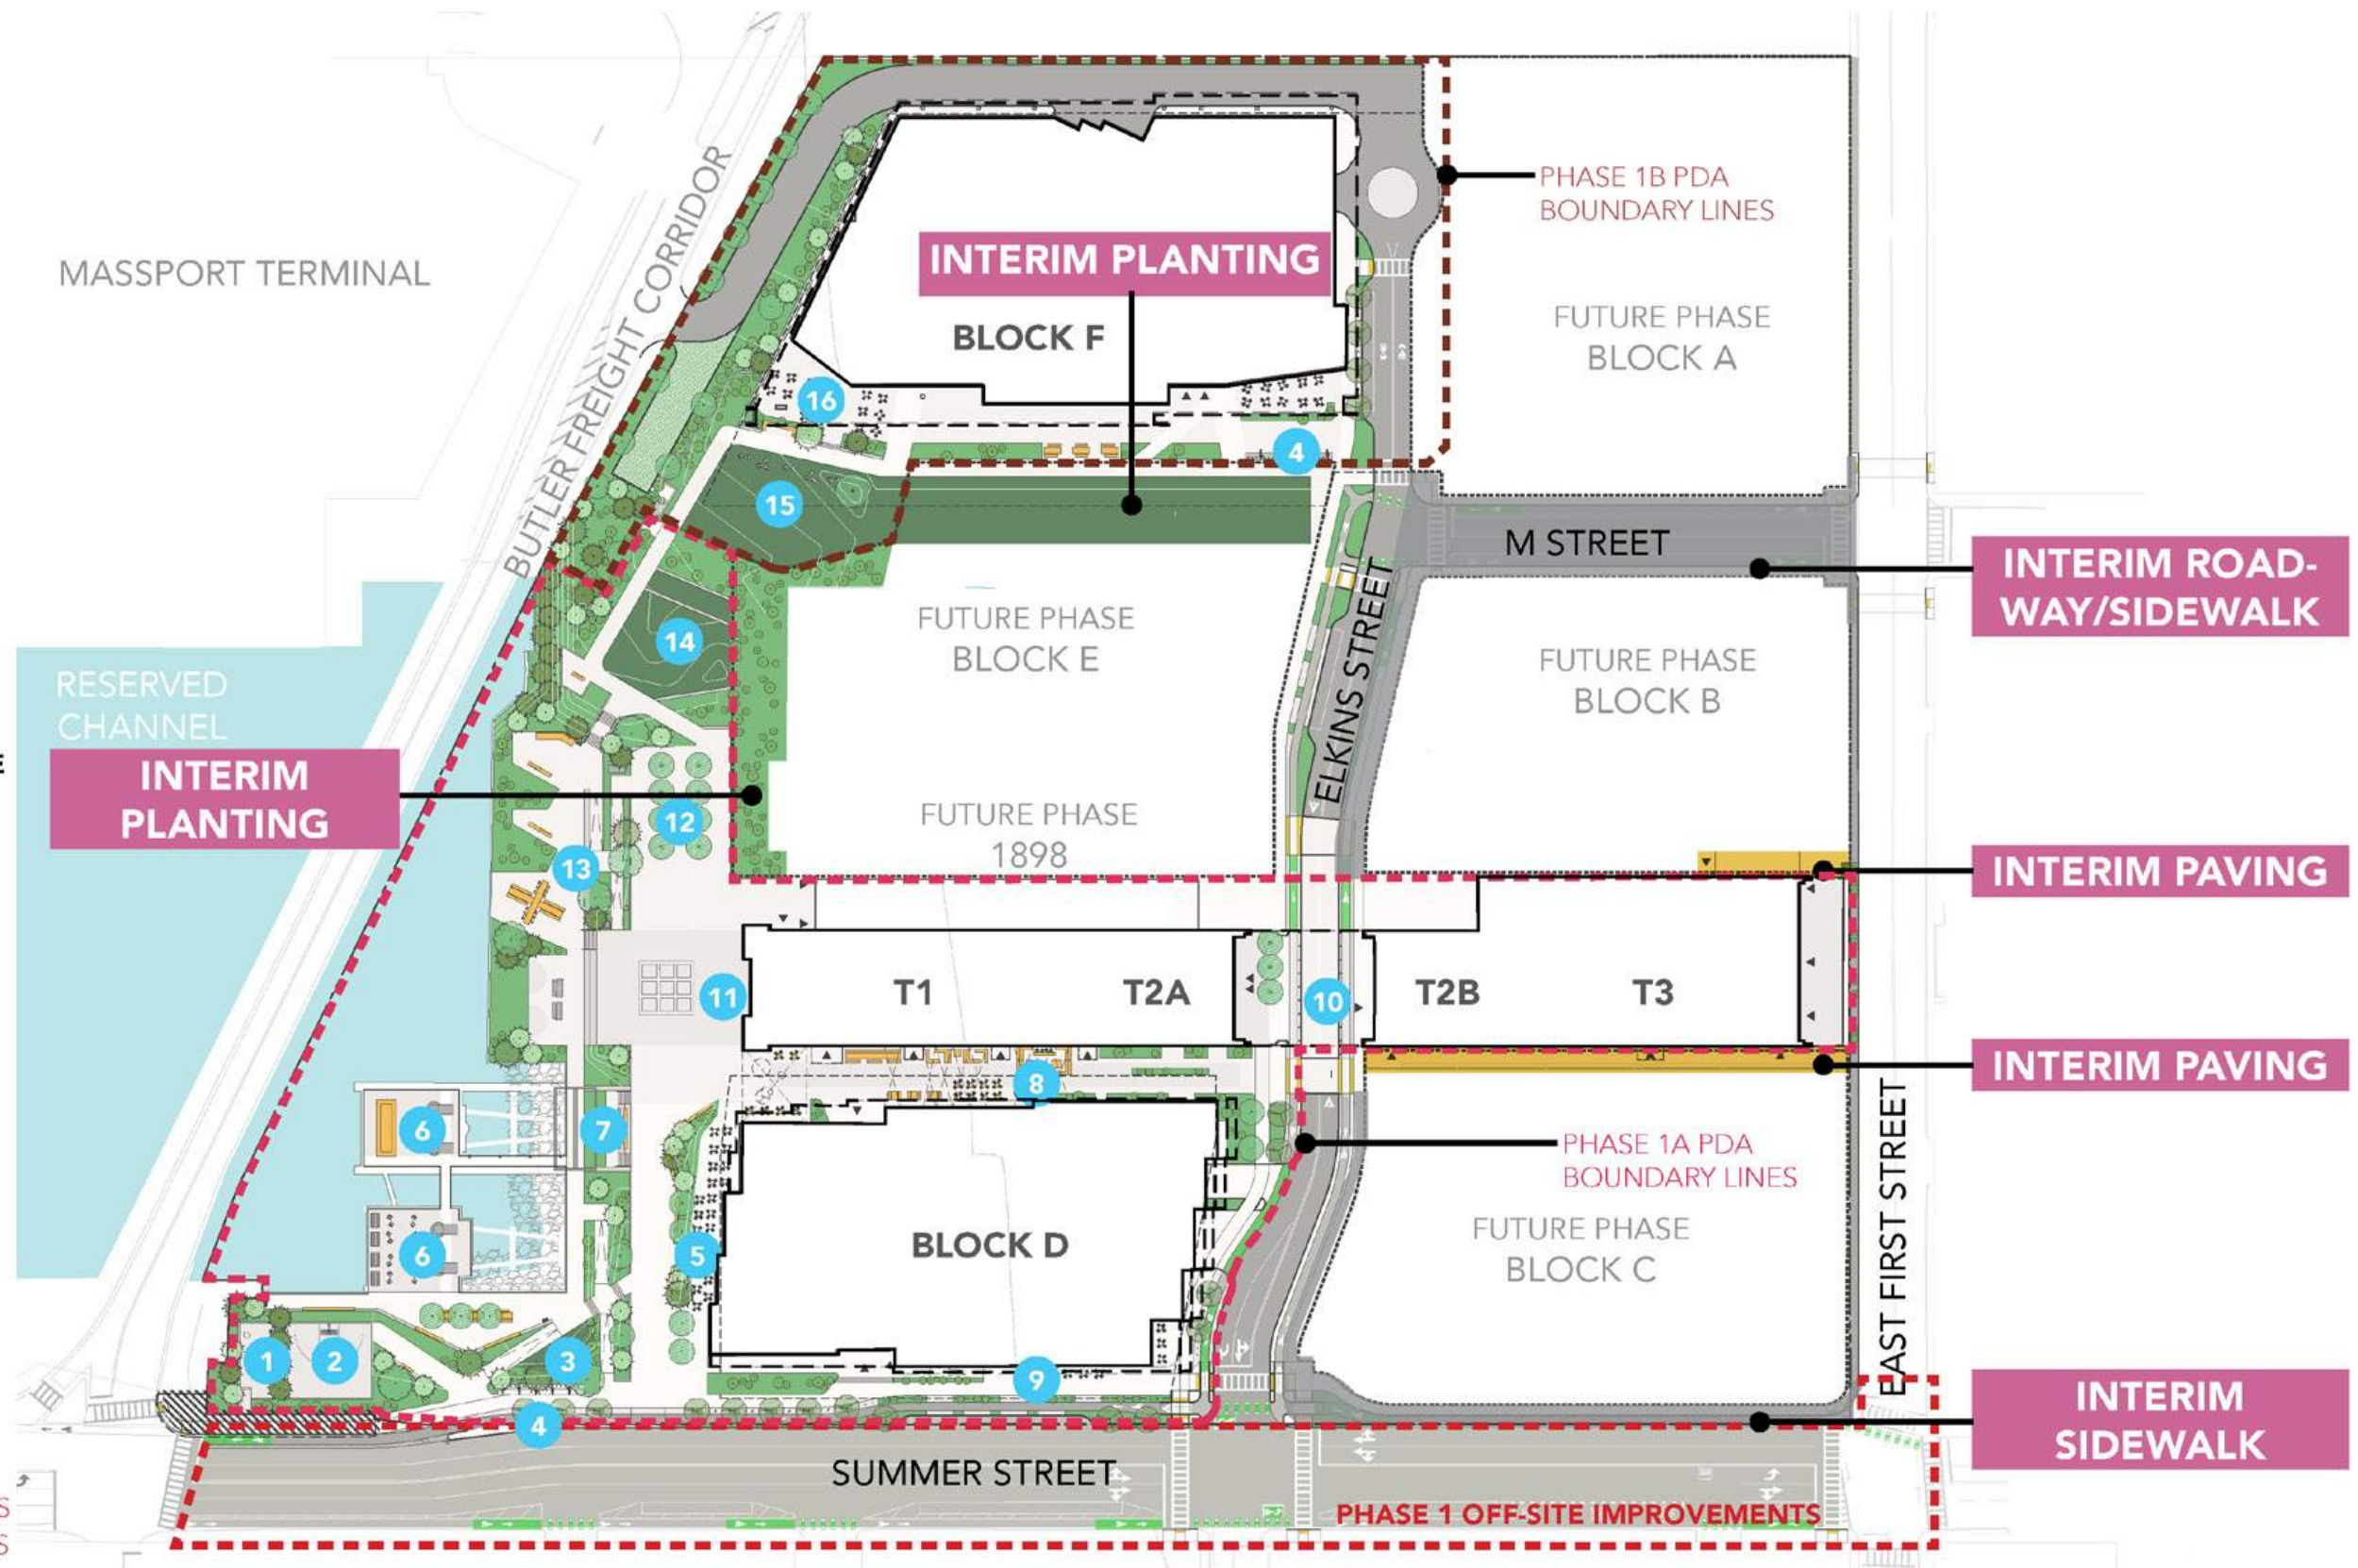 BUTLER FREIGHT CORRIDOR
MASSPORT TERMINAL
PHASE 1B PDA
BOUNDARY LINES
INTERIM PLANTING
BLOCK F
FUTURE PHASE
BLOCK A
16
4
15
M STREET
INTERIM ROAD-
WAY/SIDEWALK
14
FUTURE PHASE
BLOCK E
ELKINS STREET
FUTURE PHASE
BLOCK B
RESERVED
CHANNEL
INTERIM
PLANTING
12
FUTURE PHASE
1898
13
INTERIM PAVING
11
T1
T2A
10
T2B
T3
INTERIM PAVING
8
6
7
PHASE 1A PDA
BOUNDARY LINES
EAST FIRST STREET
6
5
BLOCK D
FUTURE PHASE
BLOCK C
1
2
3
9
4
INTERIM
SIDEWALK
SUMMER STREET
PHASE 1 OFF-SITE IMPROVEMENTS
S
S